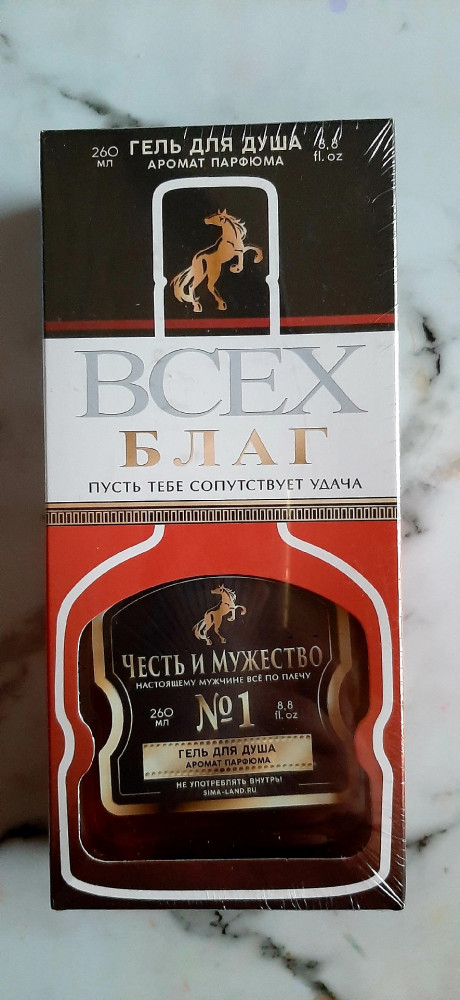 260 мл ГЕЛЬ ДЛЯ ДУША 8.8 fl. oz
АРОМАТ ПАРФЮМА
ВСЕХ
БЛАГ
ПУСТЬ ТЕБЕ СОПУТСТВУЕТ УДАЧА
ЧЕСТЬ И МУЖЕСТВО
НАСТОЯЩЕМУ МУЖЧИНЕ ВСЁ ПО ПЛЕЧУ
260 мл №1 8,8 fl. oz
ГЕЛЬ ДЛЯ ДУША
АРОМАТ ПАРФЮМА
НЕ УПОТРЕБЛЯТЬ ВНУТРЬ!
SIMA-LAND.RU